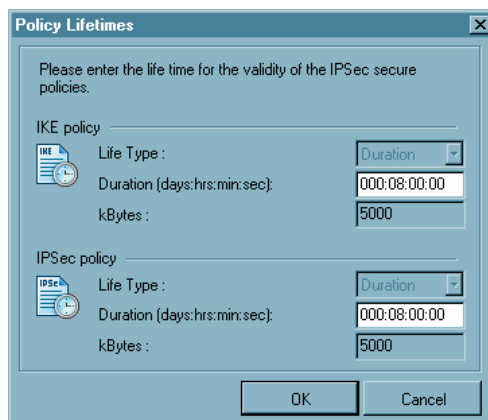 Policy Lifetimes
Please enter the life time for the validity of the IPSec secure
policies.
IKE policy
IKE
Life Type : Duration
Duration (days:hrs:min:sec): 000:08:00:00
kBytes : 5000
IPSec policy
IPSec
Life Type : Duration
Duration (days:hrs:min:sec): 000:08:00:00
kBytes : 5000
OK Cancel